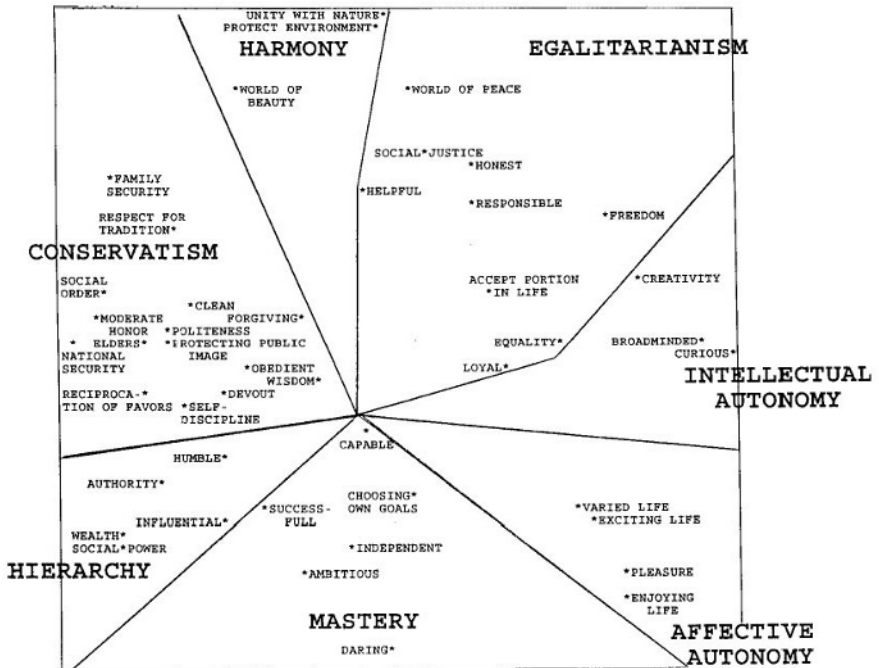 UNITY WITH NATURE*
PROTECT ENVIRONMENT*
HARMONY
EGALITARIANISM
*WORLD OF
BEAUTY
*WORLD OF PEACE
SOCIAL*JUSTICE
*HONEST
*FAMILY
SECURITY
*HELPFUL
*RESPONSIBLE
RESPECT FOR
TRADITION*
*FREEDOM
CONSERVATISM
SOCIAL
ORDER*
ACCEPT PORTION
*IN LIFE
*CREATIVITY
*CLEAN
*MODERATE
FORGIVING*
HONOR
*POLITENESS
* ELDERS*
*PROTECTING PUBLIC
IMAGE
EQUALITY*
BROADMINDED*
CURIOUS*
NATIONAL
SECURITY
*OBEDIENT
WISDOM*
LOYAL*
INTELLECTUAL
AUTONOMY
RECIPROCA-*
TION OF FAVORS
*DEVOUT
*SELF-
DISCIPLINE
*
CAPABLE
HUMBLE*
AUTHORITY*
CHOOSING*
OWN GOALS
*SUCCESS-
FULL
*VARIED LIFE
*EXCITING LIFE
INFLUENTIAL*
WEALTH*
SOCIAL*POWER
*INDEPENDENT
HIERARCHY
*AMBITIOUS
*PLEASURE
*ENJOYING
LIFE
MASTERY
AFFECTIVE
AUTONOMY
DARING*